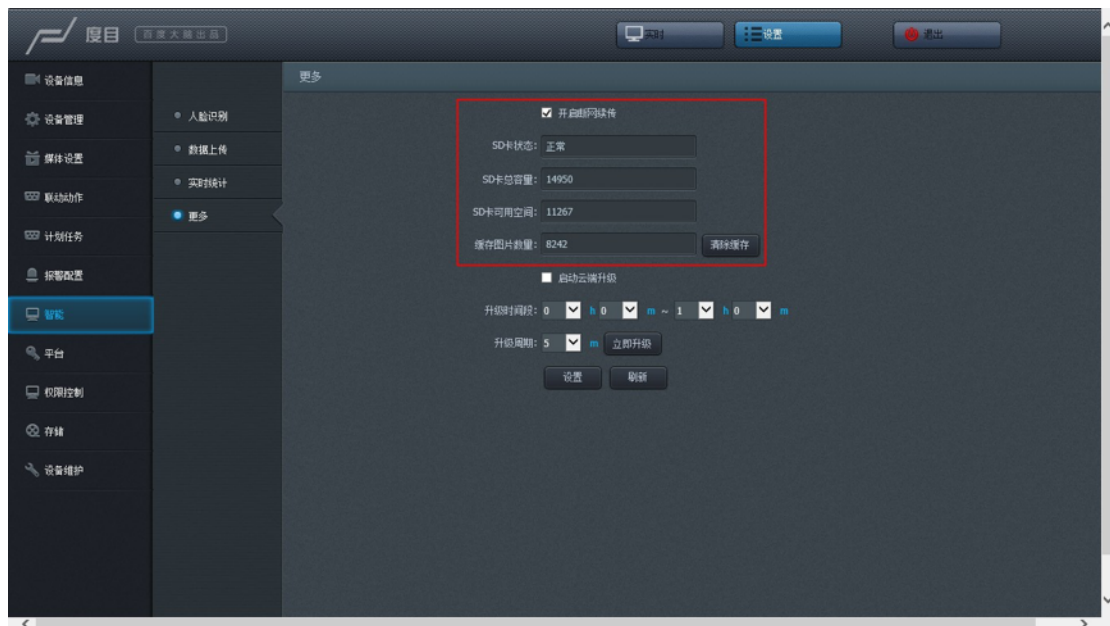 度目 百度大脑出品
实时 设置 退出
设备信息
设备管理
媒体设置
联动动作
计划任务
报警配置
智能
平台
权限控制
存储
设备维护
人脸识别
数据上传
实时统计
更多
更多
开启断网续传
SD卡状态: 正常
SD卡总容量: 14950
SD卡可用空间: 11267
缓存图片数量: 8242 清除缓存
启动云端升级
升级时间段: 0 h 0 m ~ 1 h 0 m
升级周期: 5 m 立即升级
设置 刷新